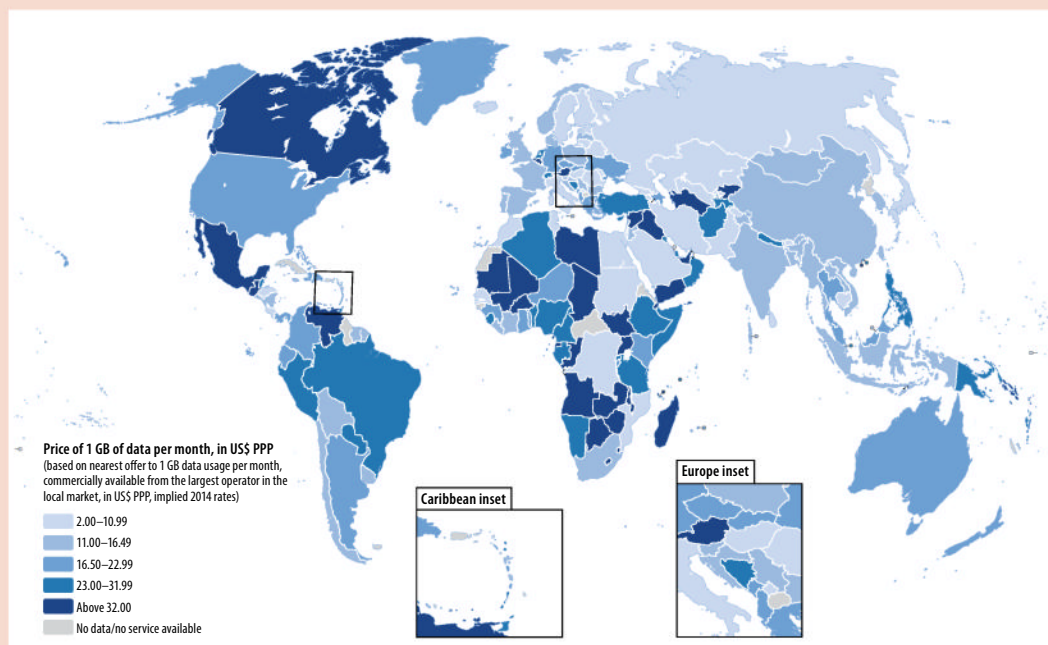 Price of 1 GB of data per month, in US$ PPP
(based on nearest offer to 1 GB data usage per month,
commercially available from the largest operator in the
local market, in US$ PPP, implied 2014 rates)
2.00–10.99
11.00–16.49
16.50–22.99
23.00–31.99
Above 32.00
No data/no service available
Caribbean inset
Europe inset